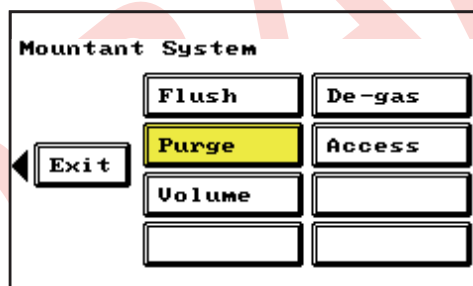 Mountant System
Flush De-gas
Purge Access
Exit
Volume